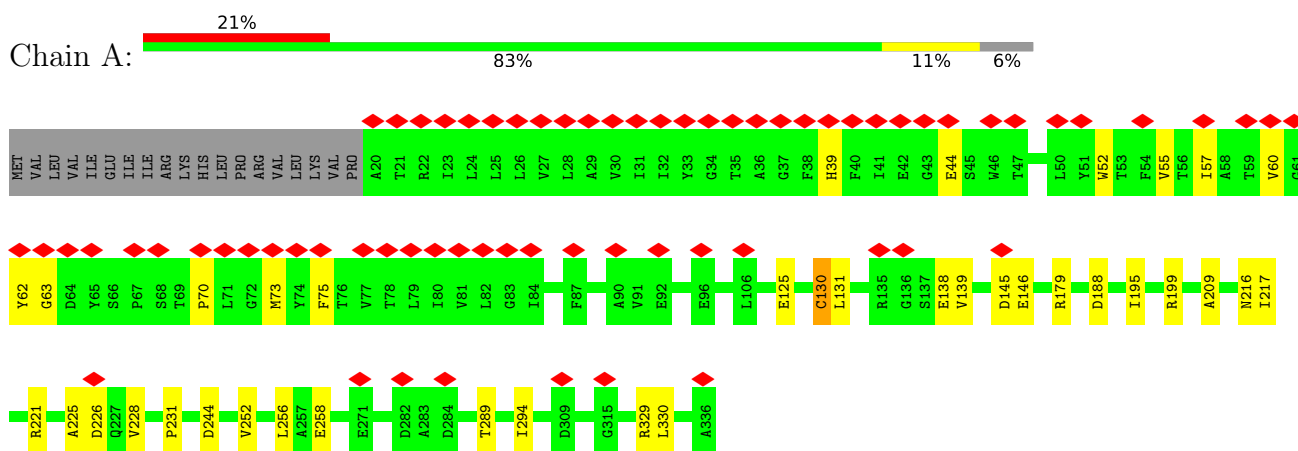 21%
Chain A:
83% 11% 6%
MET VAL LEU VAL ILE GLU ILE ILE ARG LYS HIS LEU PRO ARG VAL LEU LYS VAL PRO A20 T21 R22 I23 L24 L25 L26 V27 L28 A29 V30 I31 I32 Y33 G34 T35 A36 G37 F38 H39 F40 I41 E42 G43 E44 S45 W46 T47 L50 Y51 W52 T53 F54 V55 T56 I57 A58 T59 V60 G61
Y62 G63 D64 Y65 S66 P67 S68 T69 P70 L71 G72 M73 Y74 F75 T76 V77 T78 L79 I80 V81 L82 G83 I84 F87 A90 V91 E92 E96 L106 E125 C130 L131 R135 G136 S137 E138 V139 D145 E146 R179 D188 I195 R199 A209 N216 I217
R221 A225 D226 Q227 V228 P231 D244 V252 L256 A257 E258 E271 D282 A283 D284 T289 I294 D309 G315 R329 L330 A336